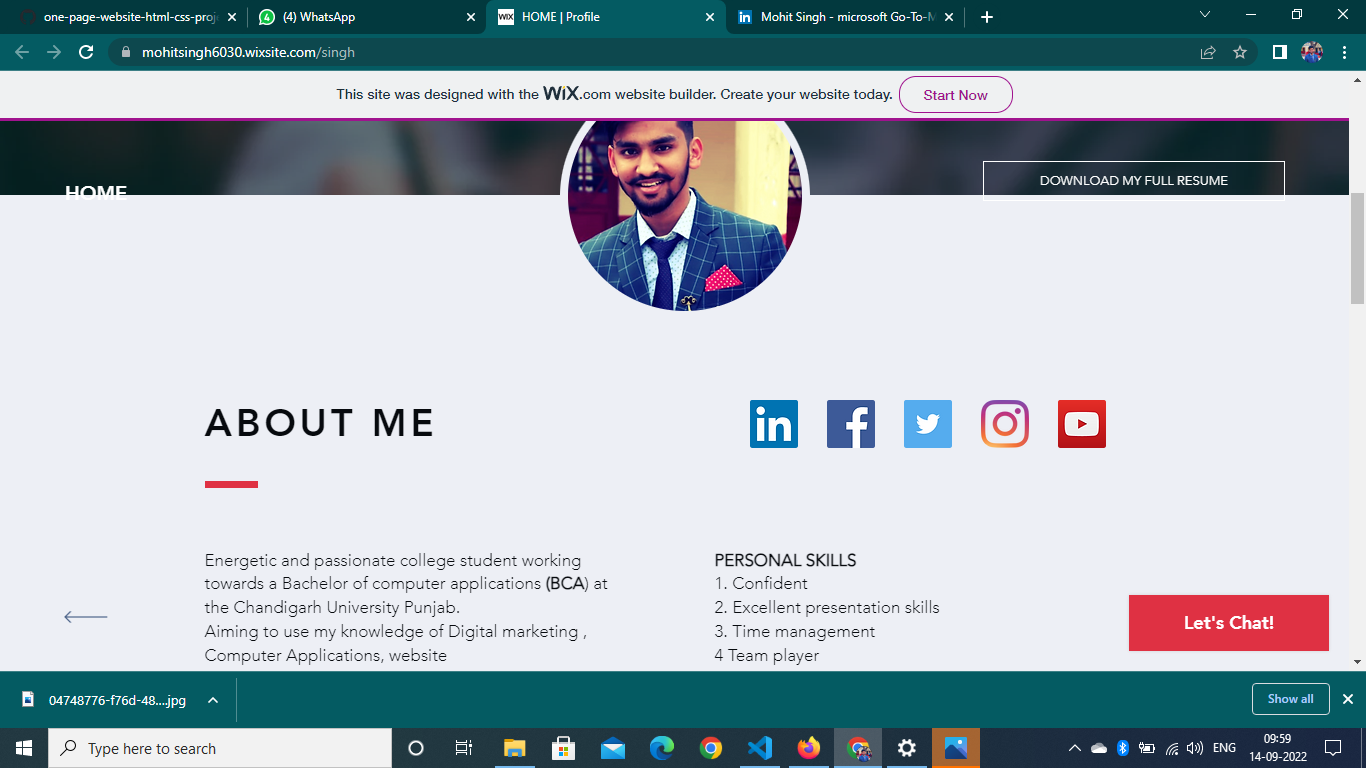 one-page-website-html-css-proje
(4) WhatsApp
HOME | Profile
Mohit Singh - microsoft Go-To-M
mohitsingh6030.wixsite.com/singh
This site was designed with the WiX.com website builder. Create your website today.
Start Now
HOME
DOWNLOAD MY FULL RESUME
ABOUT ME
Energetic and passionate college student working
towards a Bachelor of computer applications (BCA) at
the Chandigarh University Punjab.
Aiming to use my knowledge of Digital marketing ,
Computer Applications, website
PERSONAL SKILLS
1. Confident
2. Excellent presentation skills
3. Time management
4 Team player
Let's Chat!
04748776-f76d-48....jpg
Show all
Type here to search
ENG
09:59
14-09-2022